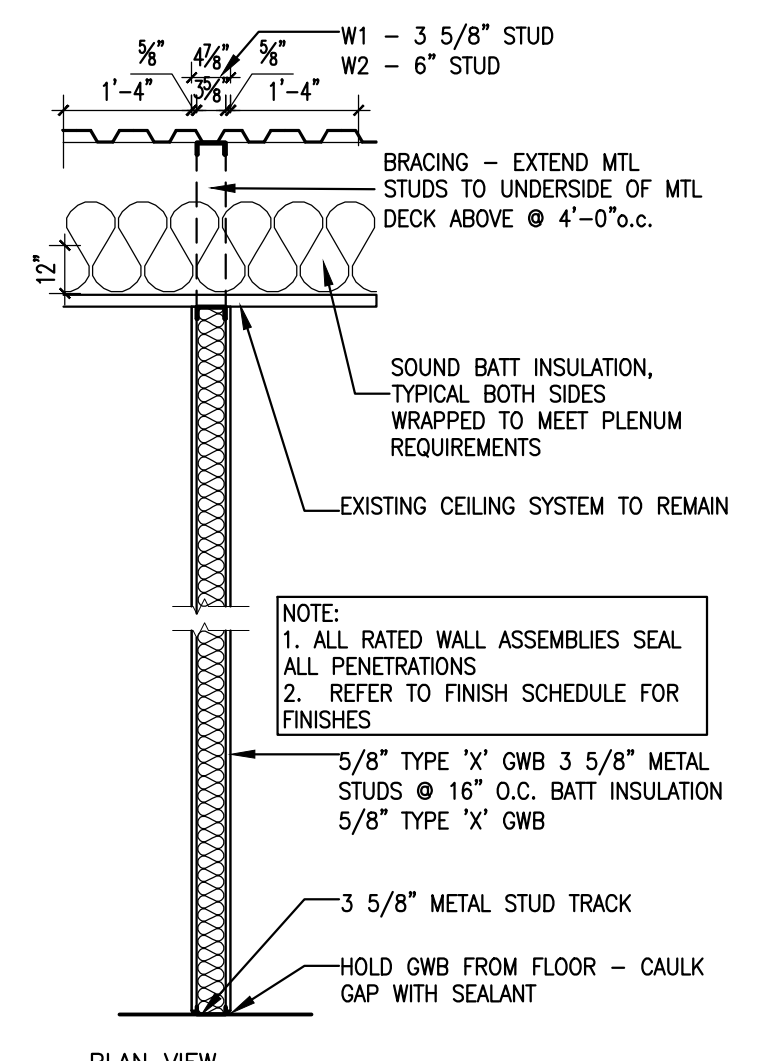 W1 – 3 5/8" STUD
W2 – 6" STUD
5/8" 4 7/8" 5/8"
1'-4" 3 5/8" 1'-4"
BRACING – EXTEND MTL
STUDS TO UNDERSIDE OF MTL
DECK ABOVE @ 4'-0"o.c.
12"
SOUND BATT INSULATION,
TYPICAL BOTH SIDES
WRAPPED TO MEET PLENUM
REQUIREMENTS
EXISTING CEILING SYSTEM TO REMAIN
NOTE:
1. ALL RATED WALL ASSEMBLIES SEAL
ALL PENETRATIONS
2. REFER TO FINISH SCHEDULE FOR
FINISHES
5/8" TYPE 'X' GWB 3 5/8" METAL
STUDS @ 16" O.C. BATT INSULATION
5/8" TYPE 'X' GWB
3 5/8" METAL STUD TRACK
HOLD GWB FROM FLOOR – CAULK
GAP WITH SEALANT
PLAN VIEW